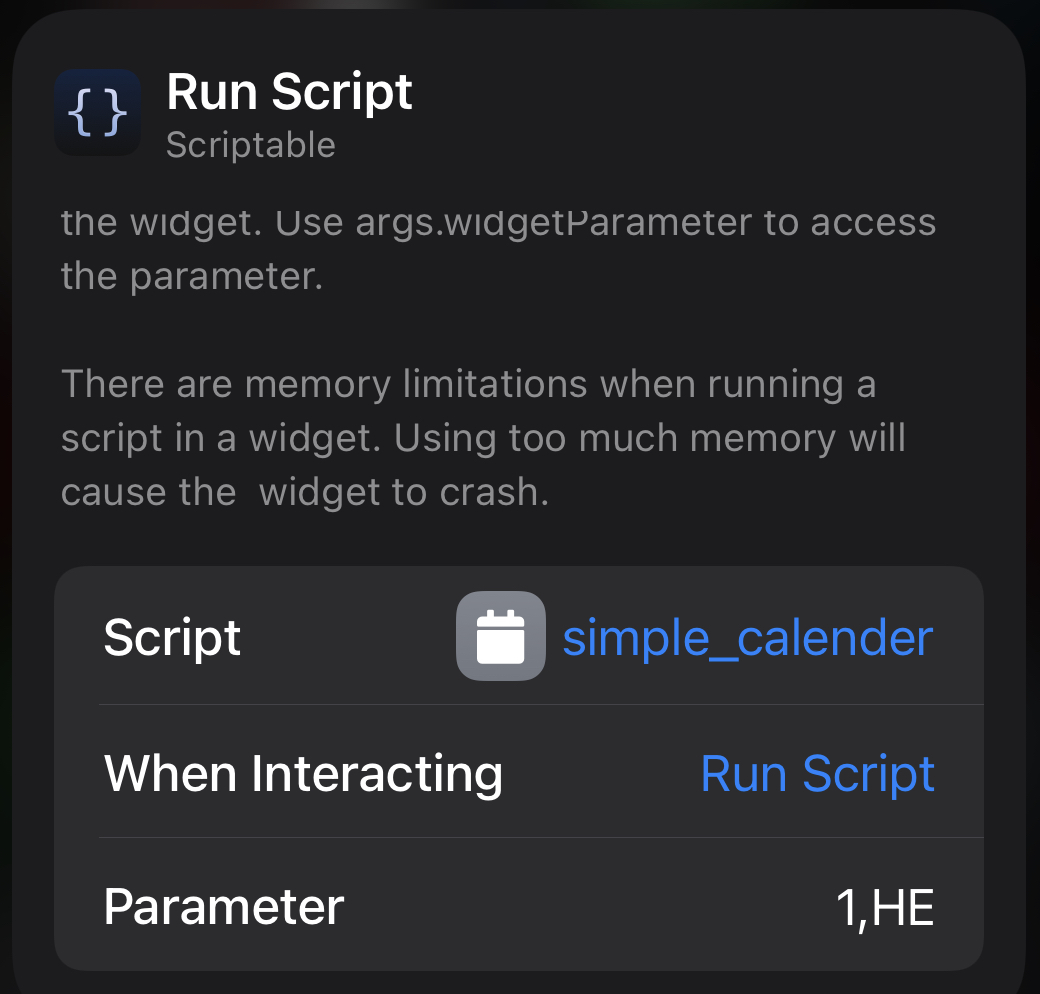 {}
Run Script
Scriptable
the widget. Use args.widgetParameter to access
the parameter.
There are memory limitations when running a
script in a widget. Using too much memory will
cause the  widget to crash.
Script simple_calender
When Interacting Run Script
Parameter 1,HE